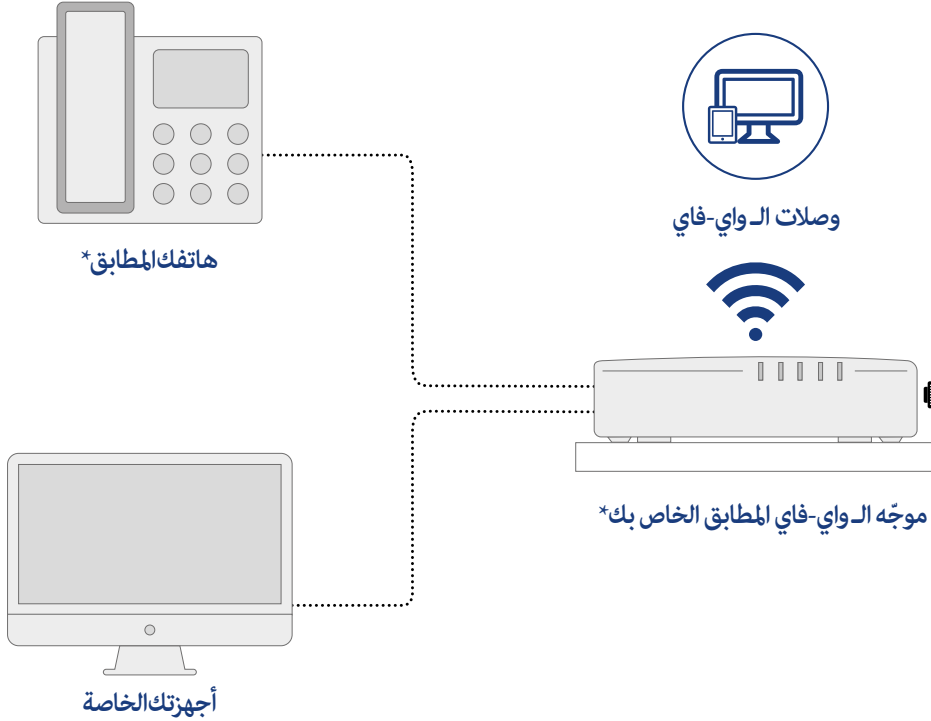 وصلات الـ واي-فاي
هاتفك المطابق*
موجّه الـ واي-فاي المطابق الخاص بك*
أجهزتك الخاصة